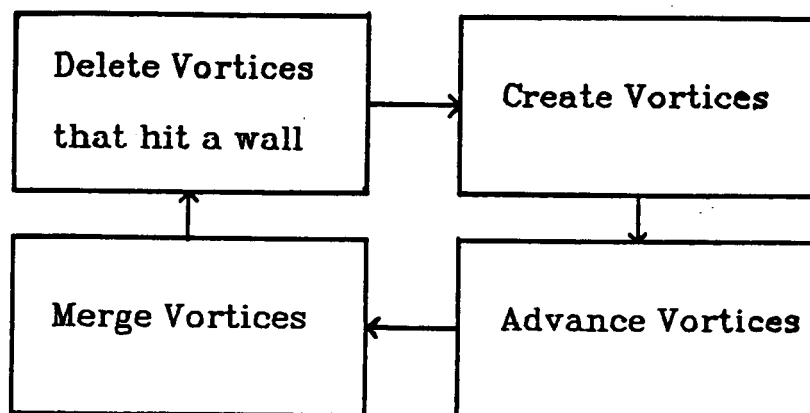 Delete Vortices
that hit a wall
Create Vortices
Merge Vortices
Advance Vortices